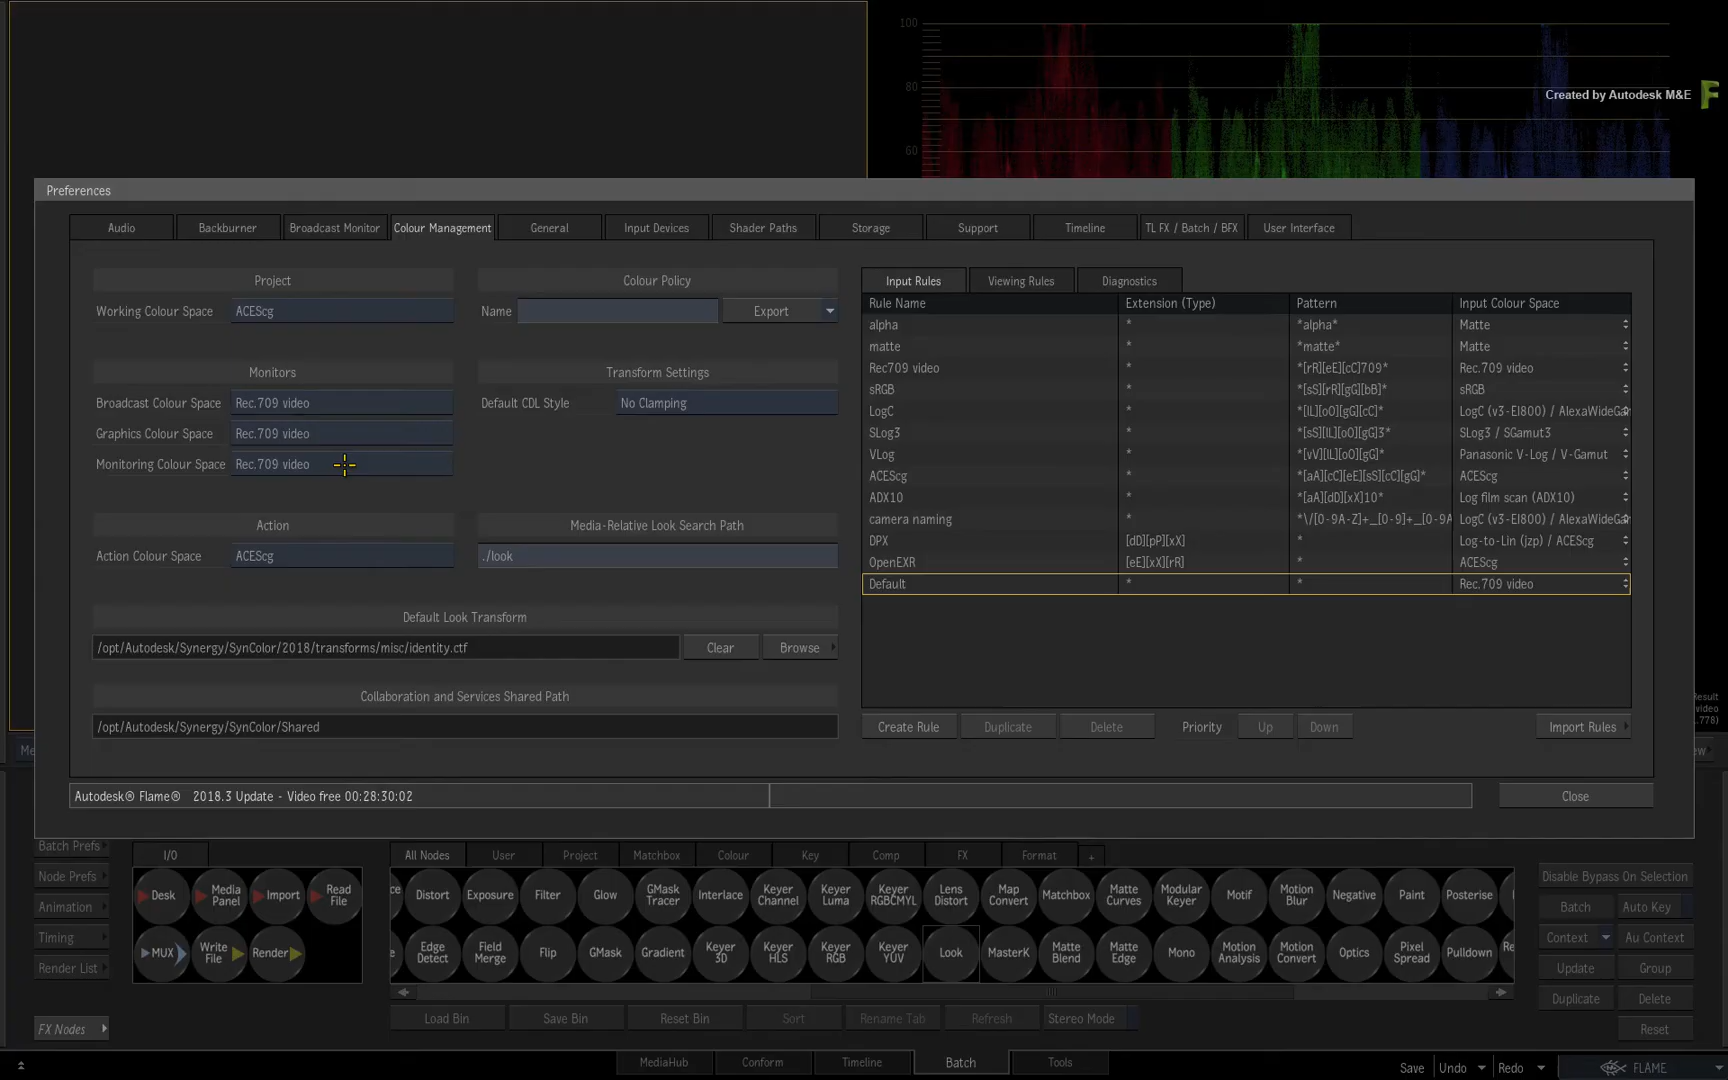 100
80
60
Created by Autodesk M&E
Preferences
Audio
Backburner
Broadcast Monitor
Colour Management
General
Input Devices
Shader Paths
Storage
Support
Timeline
TL FX / Batch / BFX
User Interface
Project
Working Colour Space ACEScg
Colour Policy
Name
Export
Monitors
Broadcast Colour Space Rec.709 video
Graphics Colour Space Rec.709 video
Monitoring Colour Space Rec.709 video
Transform Settings
Default CDL Style No Clamping
Action
Action Colour Space ACEScg
Media-Relative Look Search Path
./look
Default Look Transform
/opt/Autodesk/Synergy/SynColor/2018/transforms/misc/identity.ctf
Clear
Browse
Collaboration and Services Shared Path
/opt/Autodesk/Synergy/SynColor/Shared
Input Rules
Viewing Rules
Diagnostics
Rule Name Extension (Type) Pattern Input Colour Space
alpha * *alpha* Matte
matte * *matte* Matte
Rec709 video * *[rR][eE][cC]709* Rec.709 video
sRGB * *[sS][rR][gG][bB]* sRGB
LogC * *[lL][oO][gG][cC]* LogC (v3-EI800) / AlexaWideGa
SLog3 * *[sS][lL][oO][gG]3* SLog3 / SGamut3
VLog * *[vV][lL][oO][gG]* Panasonic V-Log / V-Gamut
ACEScg * *[aA][cC][eE][sS][cC][gG]* ACEScg
ADX10 * *[aA][dD][xX]10* Log film scan (ADX10)
camera naming * *\/[0-9A-Z]+_[0-9]+_[0-9A LogC (v3-EI800) / AlexaWideGa
DPX [dD][pP][xX] * Log-to-Lin (jzp) / ACEScg
OpenEXR [eE][xX][rR] * ACEScg
Default * * Rec.709 video
Create Rule
Duplicate
Delete
Priority
Up
Down
Import Rules
Result
video
.778)
Me
ew
Autodesk® Flame® 2018.3 Update - Video free 00:28:30:02
Close
Batch Prefs
Node Prefs
Animation
Timing
Render List
FX Nodes
I/O
Desk
Media Panel
Import
Read File
MUX
Write File
Render
All Nodes
User
Project
Matchbox
Colour
Key
Comp
FX
Format
+
ce
Distort
Exposure
Filter
Glow
GMask Tracer
Interlace
Keyer Channel
Keyer Luma
Keyer RGBCMYL
Lens Distort
Map Convert
Matchbox
Matte Curves
Modular Keyer
Motif
Motion Blur
Negative
Paint
Posterise
e
Edge Detect
Field Merge
Flip
GMask
Gradient
Keyer 3D
Keyer HLS
Keyer RGB
Keyer YUV
Look
MasterK
Matte Blend
Matte Edge
Mono
Motion Analysis
Motion Convert
Optics
Pixel Spread
Pulldown
Re
Load Bin
Save Bin
Reset Bin
Sort
Rename Tab
Refresh
Stereo Mode
Disable Bypass On Selection
Batch
Auto Key
Context
Au Context
Update
Group
Duplicate
Delete
Reset
MediaHub
Conform
Timeline
Batch
Tools
Save
Undo
Redo
FLAME